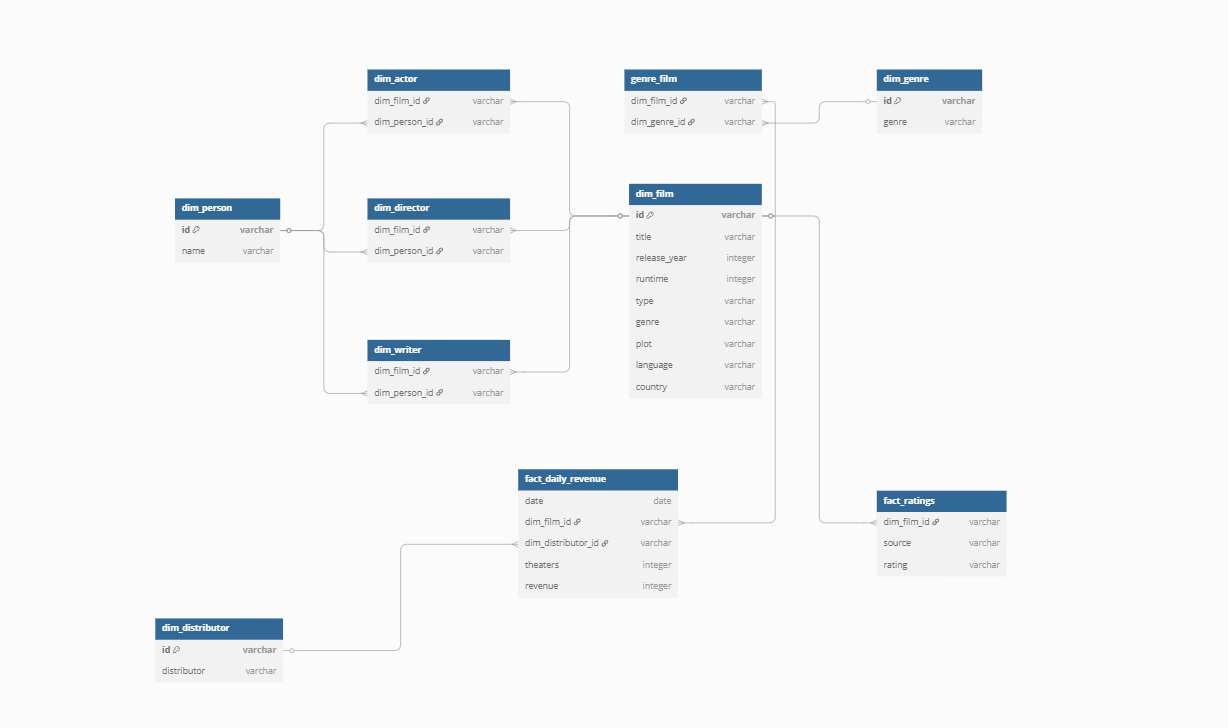 dim_actor
dim_film_id varchar
dim_person_id varchar
genre_film
dim_film_id varchar
dim_genre_id varchar
dim_genre
id varchar
genre varchar
dim_person
id varchar
name varchar
dim_director
dim_film_id varchar
dim_person_id varchar
dim_film
id varchar
title varchar
release_year integer
runtime integer
type varchar
genre varchar
plot varchar
language varchar
country varchar
dim_writer
dim_film_id varchar
dim_person_id varchar
fact_daily_revenue
date date
dim_film_id varchar
dim_distributor_id varchar
theaters integer
revenue integer
fact_ratings
dim_film_id varchar
source varchar
rating varchar
dim_distributor
id varchar
distributor varchar